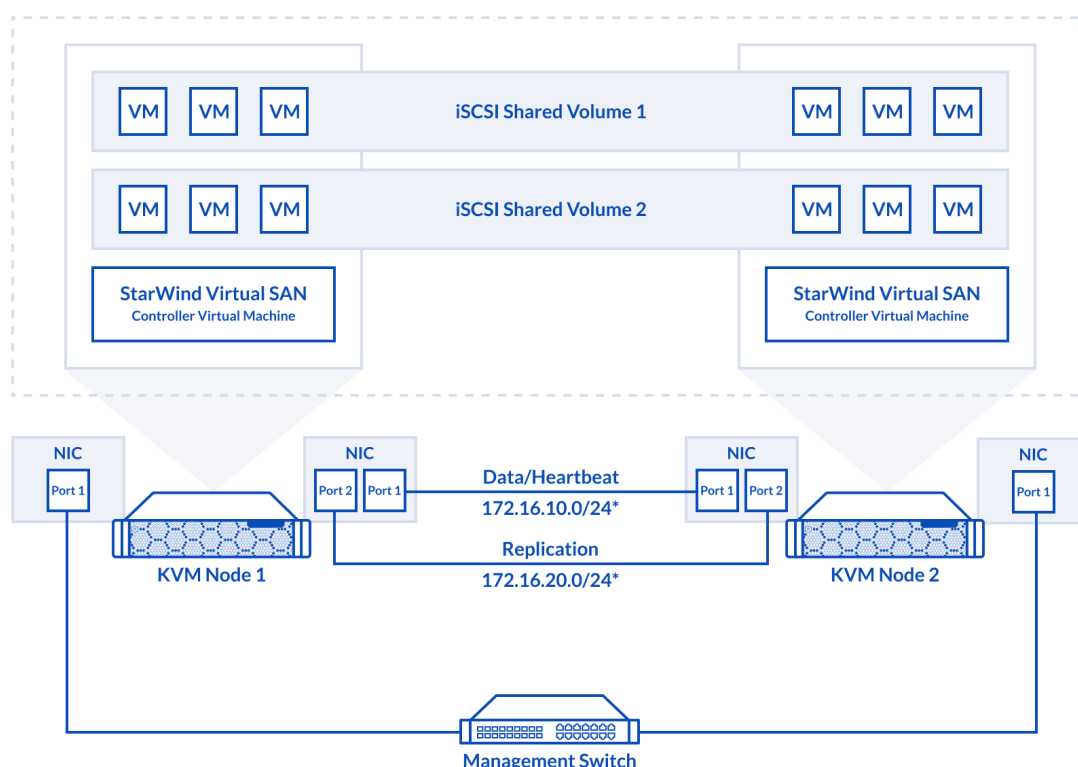 VM VM VM iSCSI Shared Volume 1 VM VM VM
VM VM VM iSCSI Shared Volume 2 VM VM VM
StarWind Virtual SAN
Controller Virtual Machine
StarWind Virtual SAN
Controller Virtual Machine
NIC
Port 1
NIC
Port 2 Port 1
Data/Heartbeat
172.16.10.0/24*
Replication
172.16.20.0/24*
NIC
Port 1 Port 2
NIC
Port 1
KVM Node 1
KVM Node 2
Management Switch